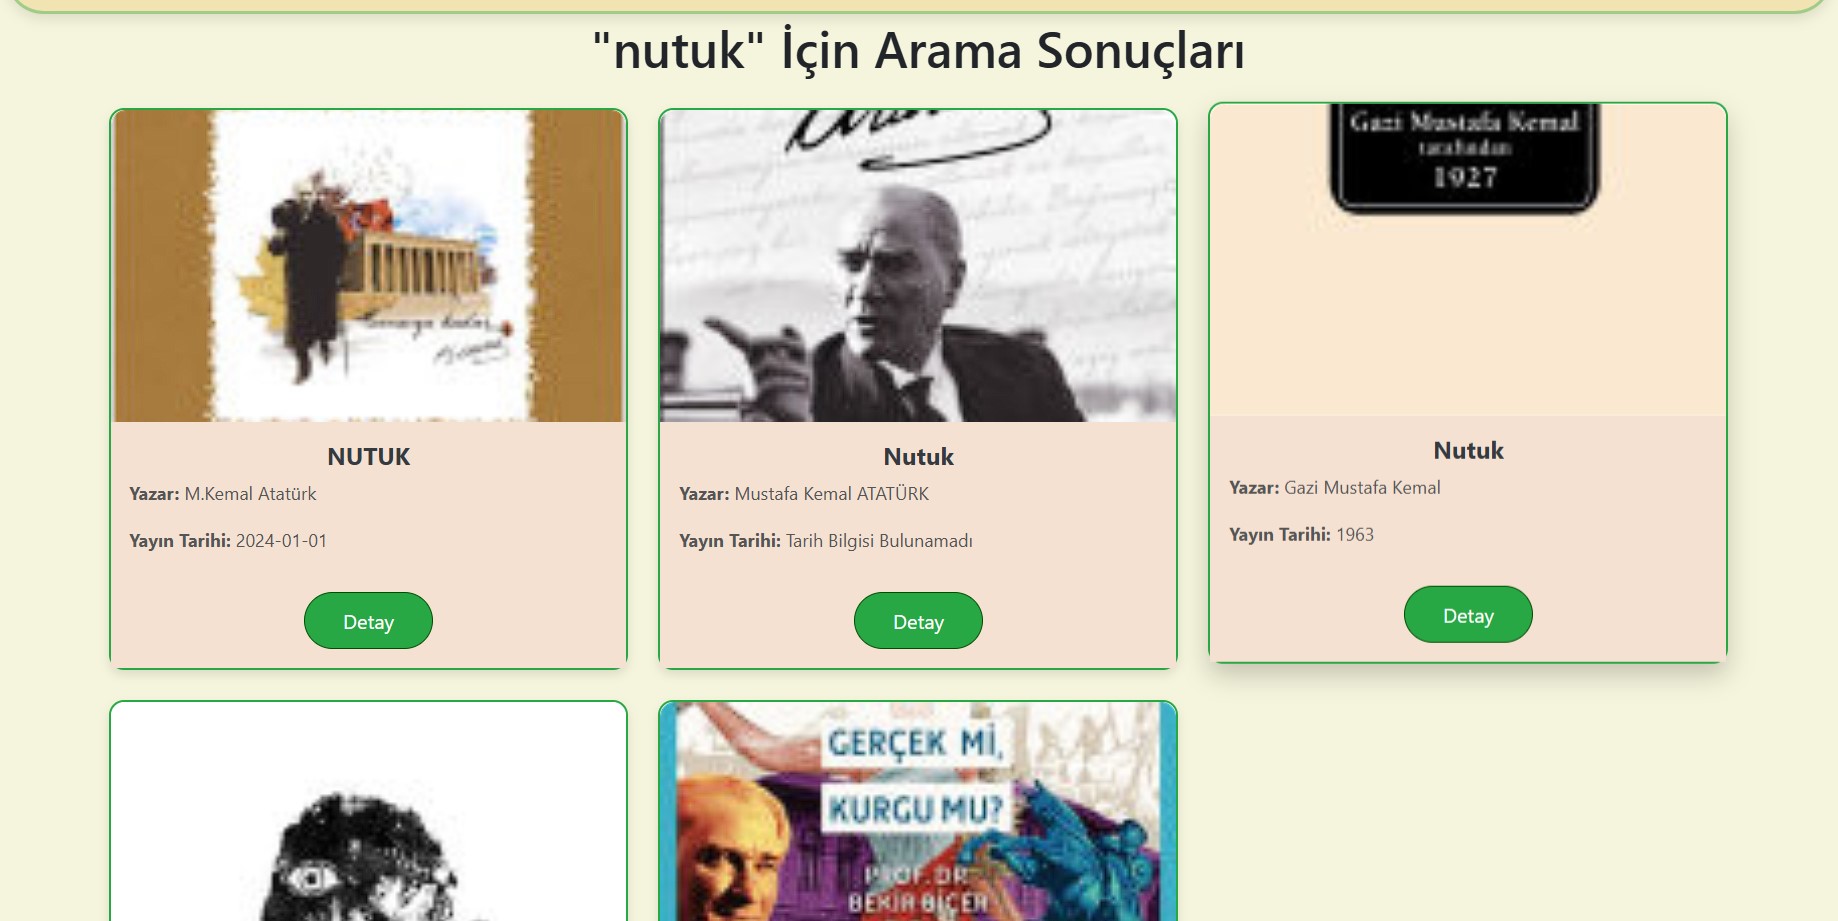 "nutuk" İçin Arama Sonuçları
Gazi Mustafa Kemal
tarafından
1927
NUTUK
Yazar: M.Kemal Atatürk
Yayın Tarihi: 2024-01-01
Detay
Nutuk
Yazar: Mustafa Kemal ATATÜRK
Yayın Tarihi: Tarih Bilgisi Bulunamadı
Detay
Nutuk
Yazar: Gazi Mustafa Kemal
Yayın Tarihi: 1963
Detay
GERÇEK Mİ,
KURGU MU?
PROF. DR.
BEKİR BİÇER